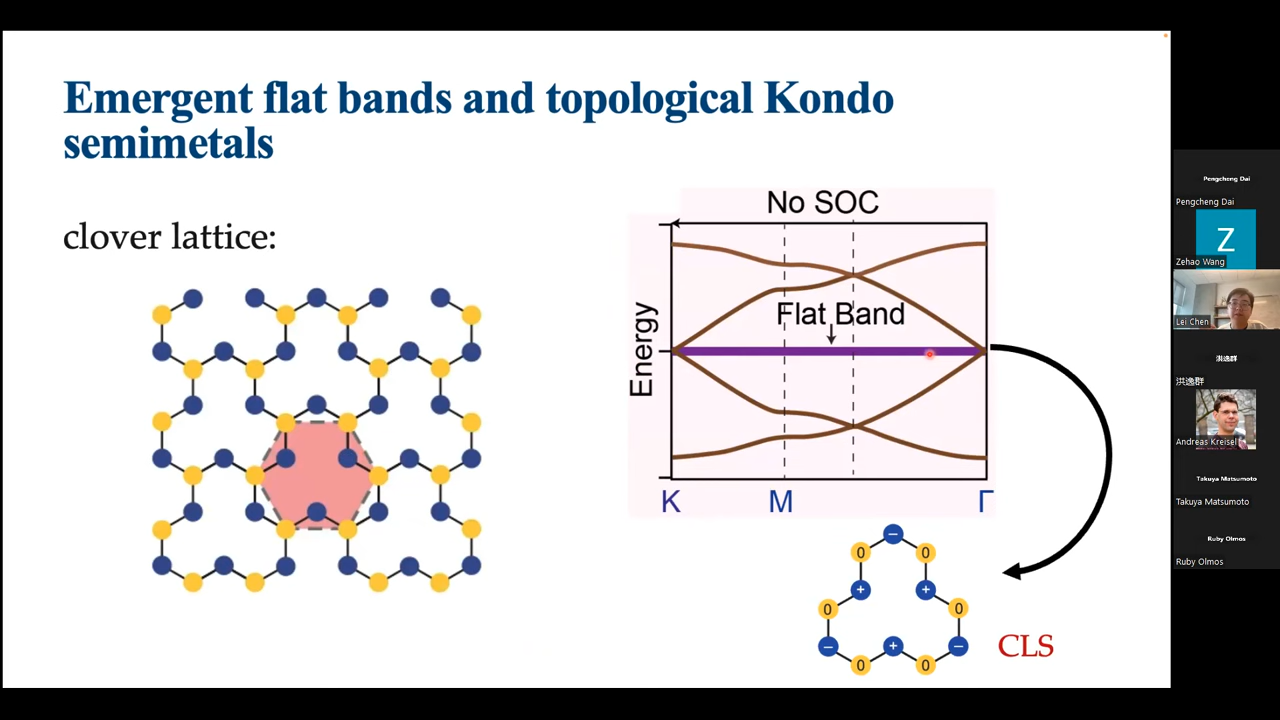 Emergent flat bands and topological Kondo
semimetals
clover lattice:
No SOC
Flat Band
Energy
K
M
Γ
−
0
0
+
+
0
0
−
+
−
0
0
CLS
Pengcheng Dai
Pengcheng Dai
Z
Zehao Wang
Lei Chen
洪逸群
洪逸群
Andreas Kreisel
Takuya Matsumoto
Takuya Matsumoto
Ruby Olmos
Ruby Olmos